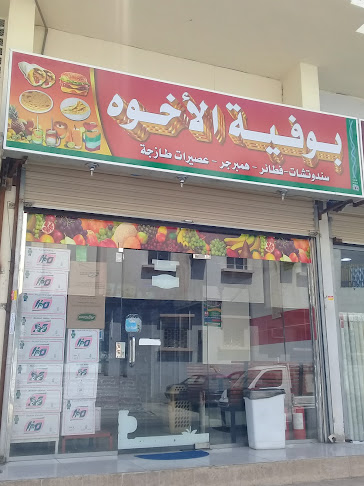 بوفية الأخوه
سندوتشات - فطائر - همبرجر - عصيرات طازجة